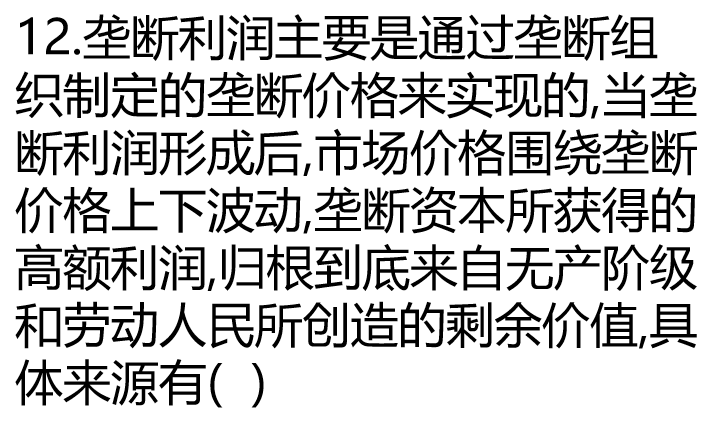 12.垄断利润主要是通过垄断组
织制定的垄断价格来实现的,当垄
断利润形成后,市场价格围绕垄断
价格上下波动,垄断资本所获得的
高额利润,归根到底来自无产阶级
和劳动人民所创造的剩余价值,具
体来源有( )